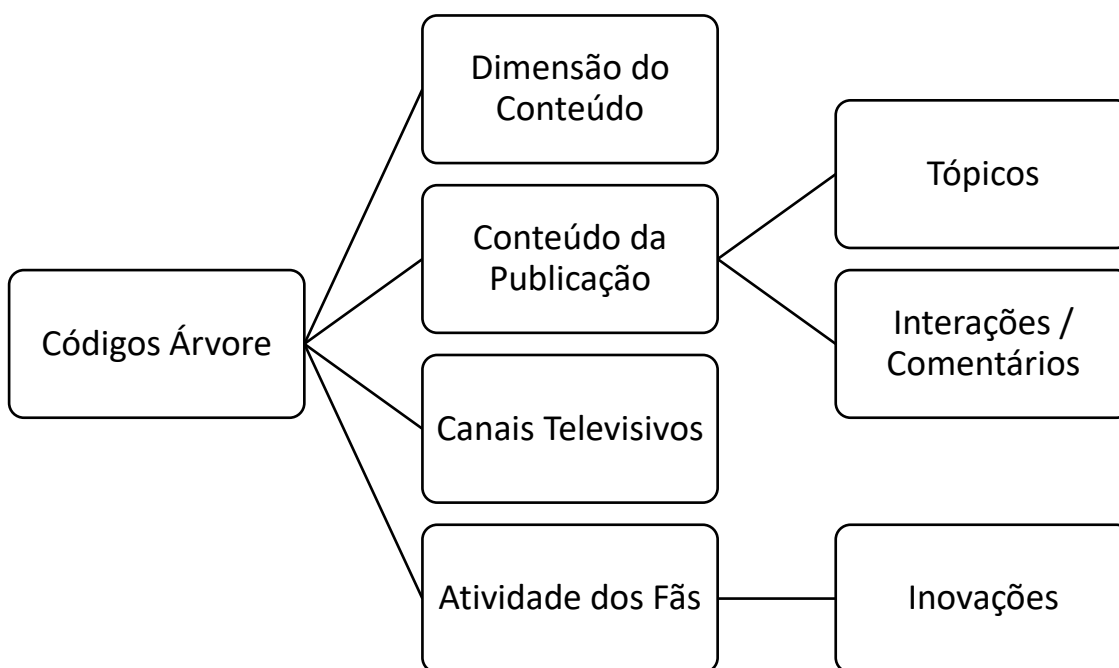 Códigos Árvore
Dimensão do
Conteúdo
Conteúdo da
Publicação
Tópicos
Interações /
Comentários
Canais Televisivos
Atividade dos Fãs
Inovações